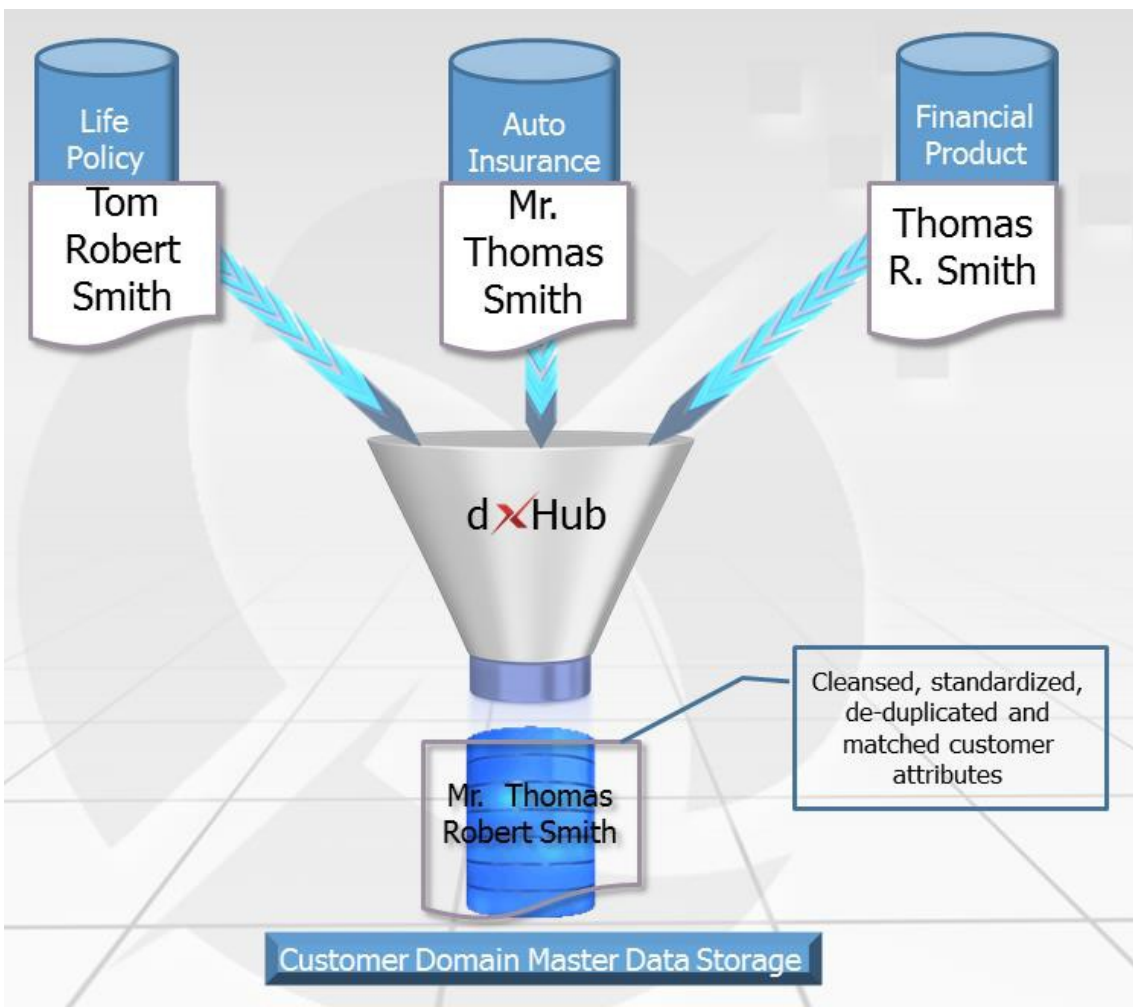 Life
Policy
Tom
Robert
Smith
Auto
Insurance
Mr.
Thomas
Smith
Financial
Product
Thomas
R. Smith
dxHub
Cleansed, standardized,
de-duplicated and
matched customer
attributes
Mr. Thomas
Robert Smith
Customer Domain Master Data Storage